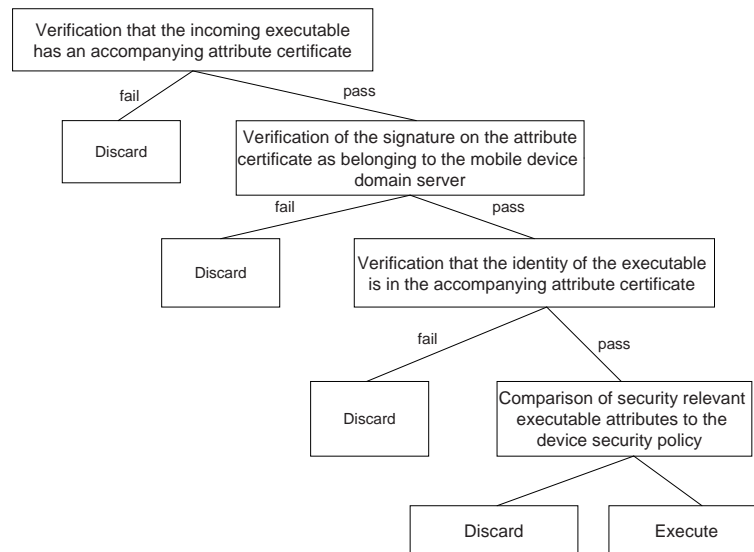 Verification that the incoming executable
has an accompanying attribute certificate
fail
pass
Discard
Verification of the signature on the attribute
certificate as belonging to the mobile device
domain server
fail
pass
Discard
Verification that the identity of the executable
is in the accompanying attribute certificate
fail
pass
Discard
Comparison of security relevant
executable attributes to the
device security policy
Discard
Execute